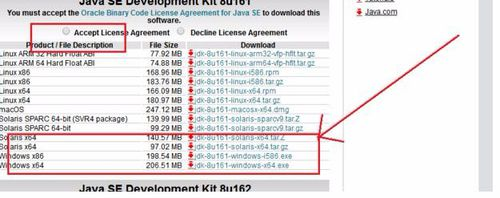 Java SE Development Kit 8u161
You must accept the Oracle Binary Code License Agreement for Java SE to download this
software.
Accept License Agreement Decline License Agreement
Product / File Description File Size Download
Linux ARM 32 Hard Float ABI 77.92 MB jdk-8u161-linux-arm32-vfp-hflt.tar.gz
Linux ARM 64 Hard Float ABI 74.88 MB jdk-8u161-linux-arm64-vfp-hflt.tar.gz
Linux x86 168.96 MB jdk-8u161-linux-i586.rpm
Linux x86 183.76 MB jdk-8u161-linux-i586.tar.gz
Linux x64 166.09 MB jdk-8u161-linux-x64.rpm
Linux x64 180.97 MB jdk-8u161-linux-x64.tar.gz
macOS 247.12 MB jdk-8u161-macosx-x64.dmg
Solaris SPARC 64-bit (SVR4 package) 139.99 MB jdk-8u161-solaris-sparcv9.tar.Z
Solaris SPARC 64-bit 99.29 MB jdk-8u161-solaris-sparcv9.tar.gz
Solaris x64 140.57 MB jdk-8u161-solaris-x64.tar.Z
Solaris x64 97.02 MB jdk-8u161-solaris-x64.tar.gz
Windows x86 198.54 MB jdk-8u161-windows-i586.exe
Windows x64 206.51 MB jdk-8u161-windows-x64.exe
Java SE Development Kit 8u162
Java.com